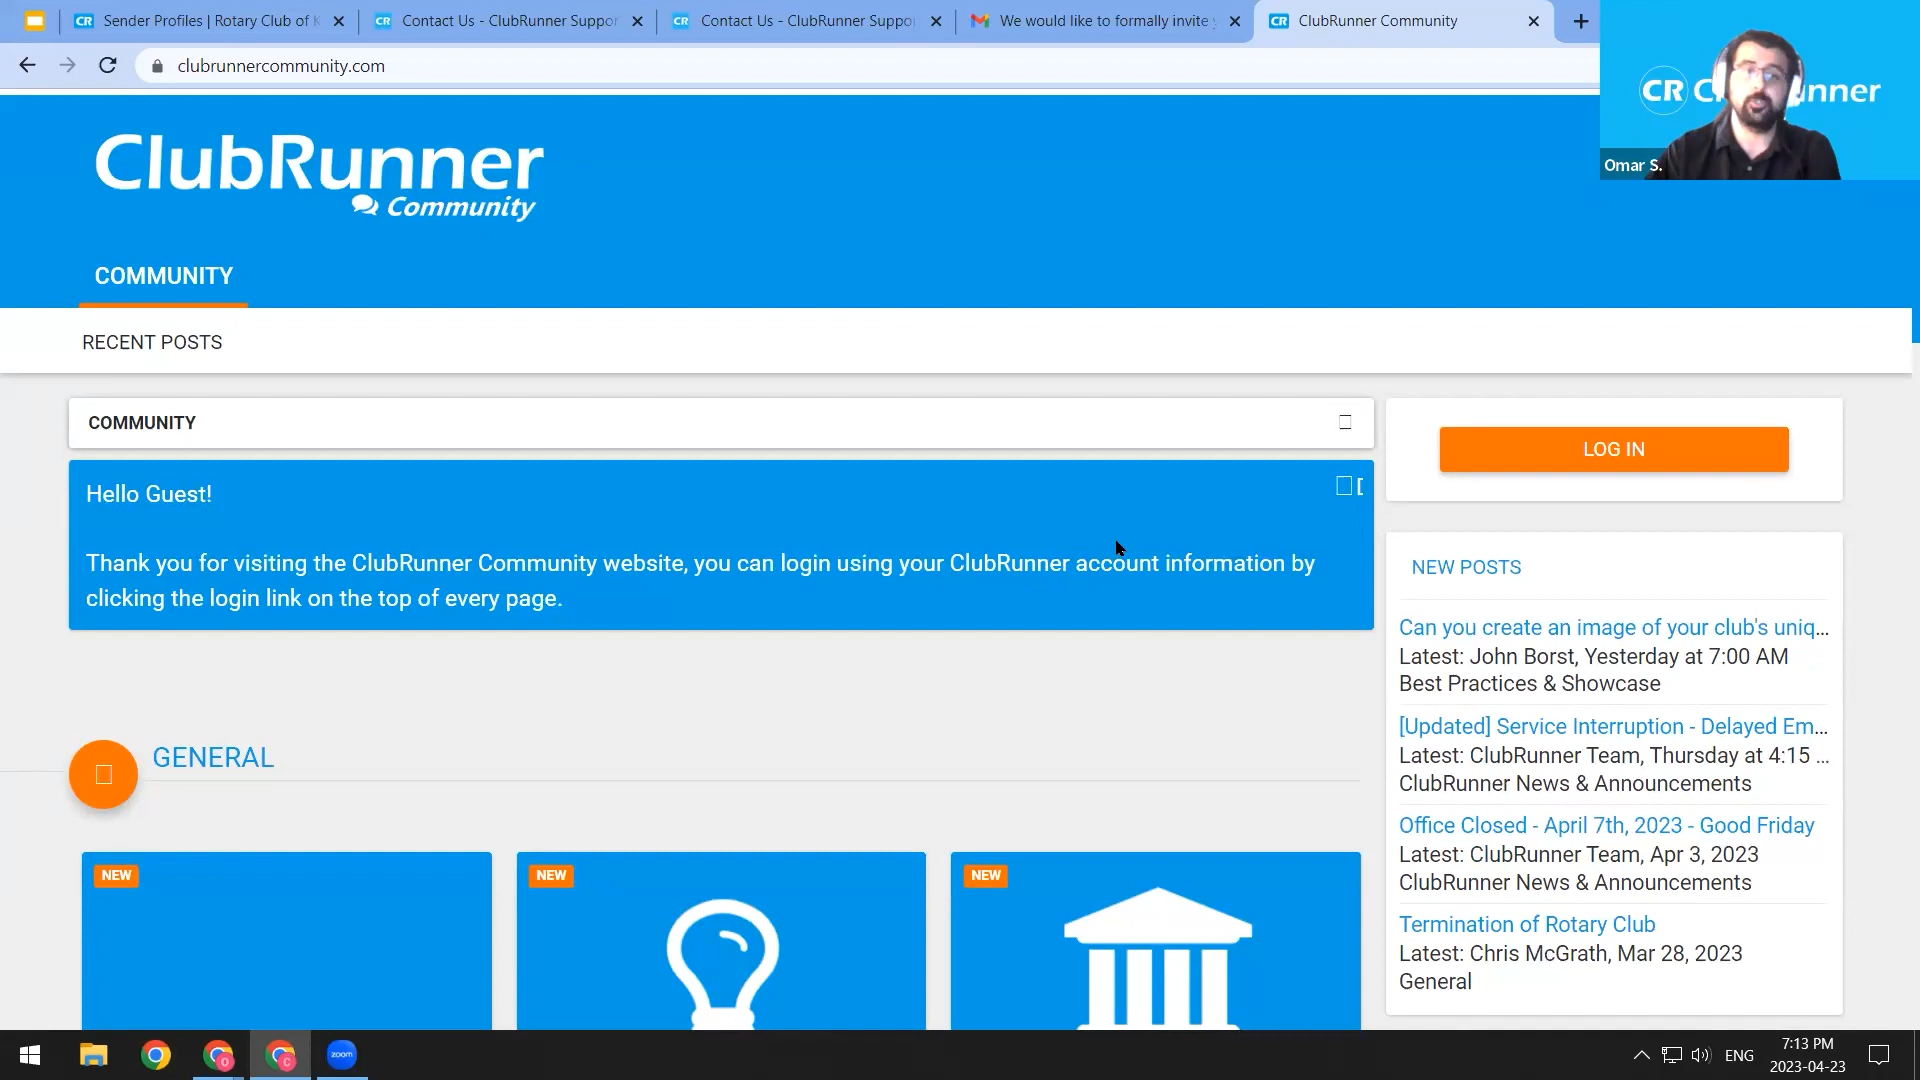 Sender Profiles | Rotary Club of K
Contact Us - ClubRunner Suppor
Contact Us - ClubRunner Suppor
We would like to formally invite y
ClubRunner Community
clubrunnercommunity.com
CR
Omar S.
ClubRunner
Community
COMMUNITY
RECENT POSTS
COMMUNITY
LOG IN
Hello Guest!
Thank you for visiting the ClubRunner Community website, you can login using your ClubRunner account information by
clicking the login link on the top of every page.
NEW POSTS
Can you create an image of your club's uniq...
Latest: John Borst, Yesterday at 7:00 AM
Best Practices & Showcase
[Updated] Service Interruption - Delayed Em...
Latest: ClubRunner Team, Thursday at 4:15 ...
ClubRunner News & Announcements
Office Closed - April 7th, 2023 - Good Friday
Latest: ClubRunner Team, Apr 3, 2023
ClubRunner News & Announcements
Termination of Rotary Club
Latest: Chris McGrath, Mar 28, 2023
General
GENERAL
NEW
NEW
NEW
zoom
ENG
7:13 PM
2023-04-23